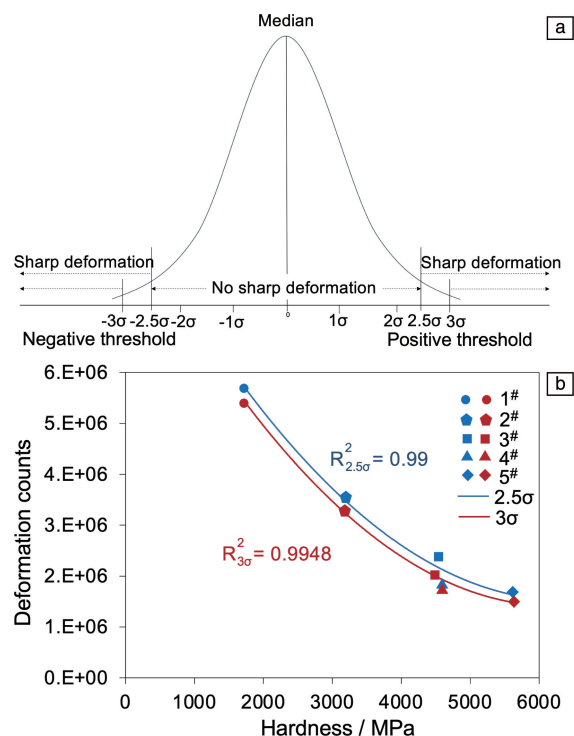 Median
a
Sharp deformation
Sharp deformation
No sharp deformation
-3σ -2.5σ -2σ -1σ 0 1σ 2σ 2.5σ 3σ
Negative threshold
Positive threshold
b
6.E+06
5.E+06
4.E+06
3.E+06
2.E+06
1.E+06
0.E+00
Deformation counts
1#
2#
3#
4#
5#
2.5σ
3σ
R²2.5σ = 0.99
R²3σ = 0.9948
0 1000 2000 3000 4000 5000 6000
Hardness / MPa